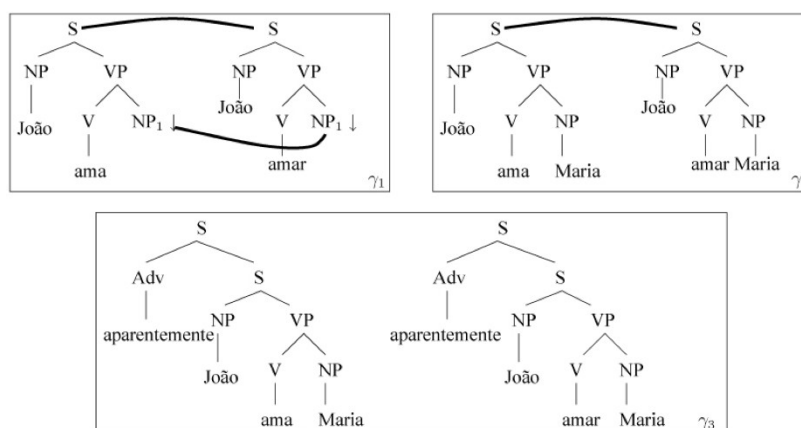 S S
NP VP NP VP
João João
V NP₁ ↓ V NP₁ ↓
ama amar
γ₁
S S
NP VP NP VP
João João
V NP V NP
ama Maria amar Maria
γ
S S
Adv S Adv S
aparentemente NP VP aparentemente NP VP
João V NP João V NP
ama Maria amar Maria
γ₃